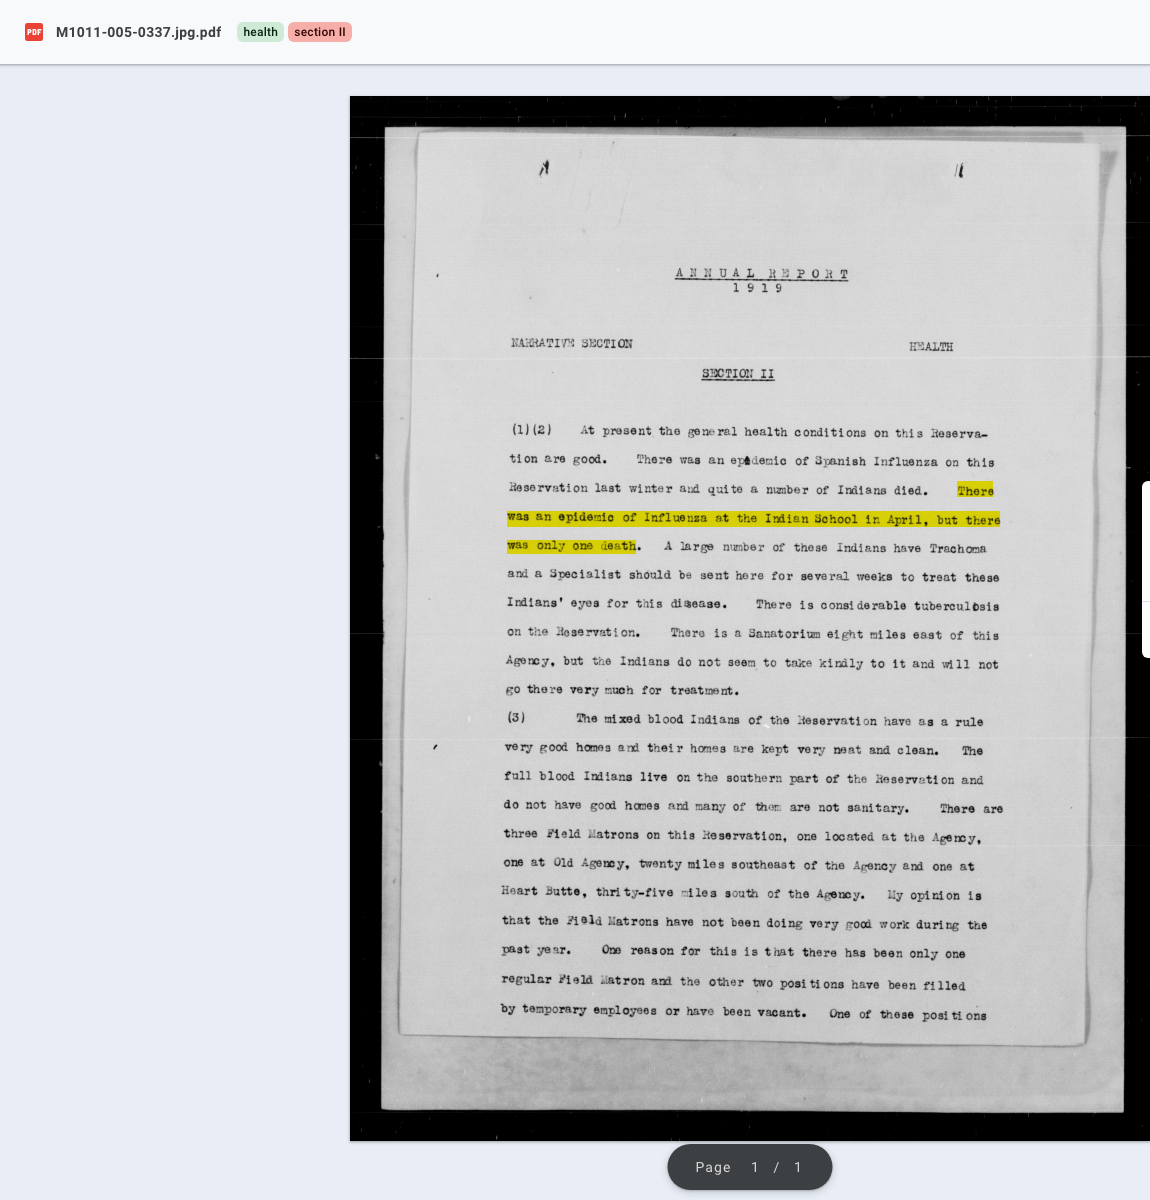 PDF M1011-005-0337.jpg.pdf health section II
ANNUAL REPORT
1919
NARRATIVE SECTION HEALTH
SECTION II
(1)(2) At present the general health conditions on this Reserva-
tion are good. There was an epidemic of Spanish Influenza on this
Reservation last winter and quite a number of Indians died. There
was an epidemic of Influenza at the Indian School in April, but there
was only one death. A large number of these Indians have Trachoma
and a Specialist should be sent here for several weeks to treat these
Indians' eyes for this disease. There is considerable tuberculosis
on the Reservation. There is a Sanatorium eight miles east of this
Agency, but the Indians do not seem to take kindly to it and will not
go there very much for treatment.
(3) The mixed blood Indians of the Reservation have as a rule
very good homes and their homes are kept very neat and clean. The
full blood Indians live on the southern part of the Reservation and
do not have good homes and many of them are not sanitary. There are
three Field Matrons on this Reservation, one located at the Agency,
one at Old Agency, twenty miles southeast of the Agency and one at
Heart Butte, thrity-five miles south of the Agency. My opinion is
that the Field Matrons have not been doing very good work during the
past year. One reason for this is that there has been only one
regular Field Matron and the other two positions have been filled
by temporary employees or have been vacant. One of these positions
Page 1 / 1